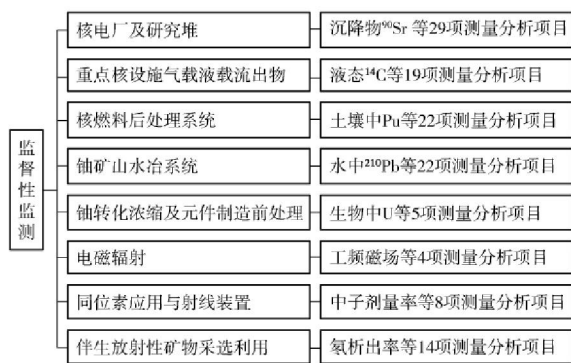 监督性监测
核电厂及研究堆
沉降物⁹⁰Sr 等29项测量分析项目
重点核设施气载液载流出物
液态¹⁴C等19项测量分析项目
核燃料后处理系统
土壤中Pu等22项测量分析项目
铀矿山水冶系统
水中²¹⁰Pb等22项测量分析项目
铀转化浓缩及元件制造前处理
生物中U等5项测量分析项目
电磁辐射
工频磁场等4项测量分析项目
同位素应用与射线装置
中子剂量率等8项测量分析项目
伴生放射性矿物采选利用
氡析出率等14项测量分析项目